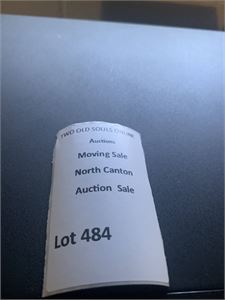 TWO OLD SOULS ONLINE
Auctions
Moving Sale
North Canton
Auction Sale
Lot 484